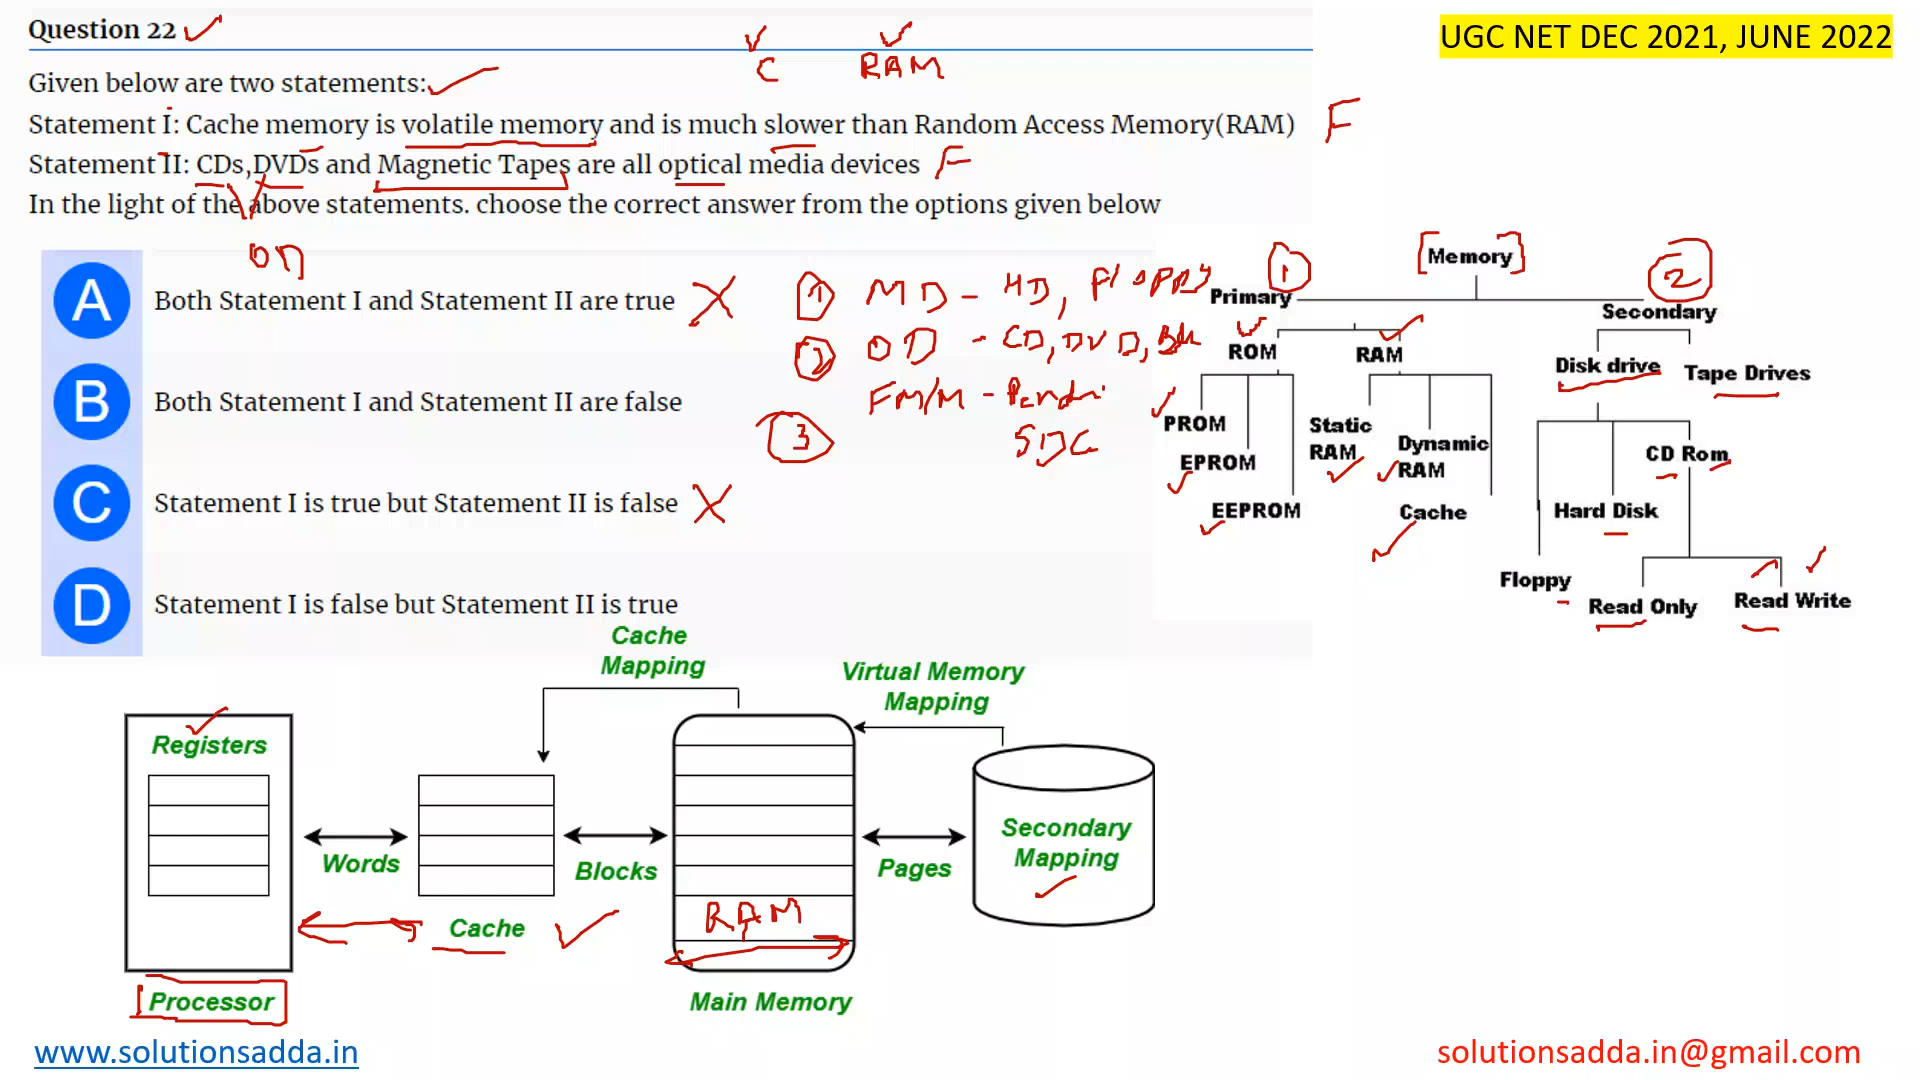 Question 22
UGC NET DEC 2021, JUNE 2022
C
RAM
Given below are two statements:
Statement I: Cache memory is volatile memory and is much slower than Random Access Memory(RAM)
F
Statement II: CDs,DVDs and Magnetic Tapes are all optical media devices
F
In the light of the above statements. choose the correct answer from the options given below
OD
A
Both Statement I and Statement II are true
B
Both Statement I and Statement II are false
C
Statement I is true but Statement II is false
D
Statement I is false but Statement II is true
1 MD - HD, Floppy
2 OD - CD, DVD,
3 FM/M -
SDC
1
Memory
2
Primary
Secondary
ROM
RAM
Disk drive
Tape Drives
PROM
Static
RAM
Dynamic
RAM
CD Rom
EPROM
EEPROM
Cache
Hard Disk
Floppy
Read Only
Read Write
Cache
Mapping
Virtual Memory
Mapping
Registers
Words
Blocks
Pages
Secondary
Mapping
RAM
Cache
Processor
Main Memory
www.solutionsadda.in
solutionsadda.in@gmail.com